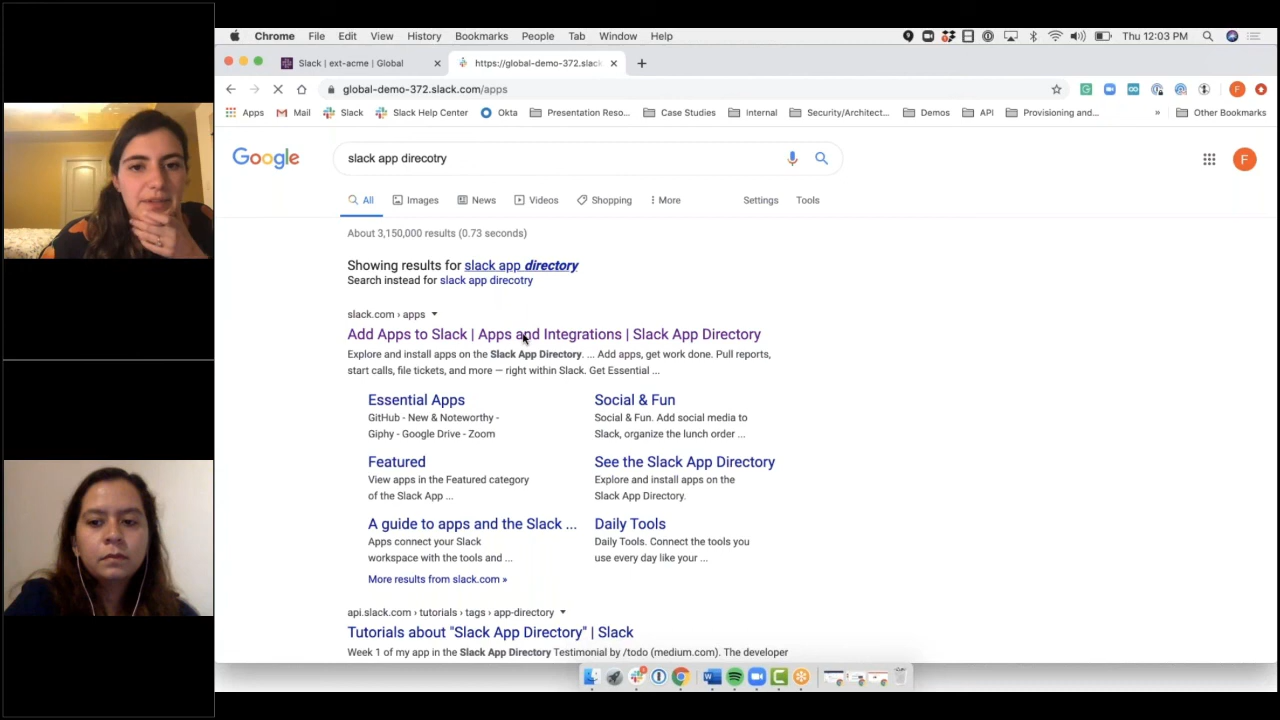 Chrome File Edit View History Bookmarks People Tab Window Help Thu 12:03 PM
Slack | ext-acme | Global https://global-demo-372.slack
global-demo-372.slack.com/apps
Apps Mail Slack Slack Help Center Okta Presentation Reso... Case Studies Internal Security/Architect... Demos API Provisioning and... » Other Bookmarks
Google slack app direcotry F
All Images News Videos Shopping More Settings Tools
About 3,150,000 results (0.73 seconds)
Showing results for slack app directory
Search instead for slack app direcotry
slack.com › apps
Add Apps to Slack | Apps and Integrations | Slack App Directory
Explore and install apps on the Slack App Directory. ... Add apps, get work done. Pull reports,
start calls, file tickets, and more — right within Slack. Get Essential ...
Essential Apps
GitHub - New & Noteworthy -
Giphy - Google Drive - Zoom
Social & Fun
Social & Fun. Add social media to
Slack, organize the lunch order ...
Featured
View apps in the Featured category
of the Slack App ...
See the Slack App Directory
Explore and install apps on the
Slack App Directory.
A guide to apps and the Slack ...
Apps connect your Slack
workspace with the tools and ...
Daily Tools
Daily Tools. Connect the tools you
use every day like your ...
More results from slack.com »
api.slack.com › tutorials › tags › app-directory
Tutorials about "Slack App Directory" | Slack
Week 1 of my app in the Slack App Directory Testimonial by /todo (medium.com). The developer